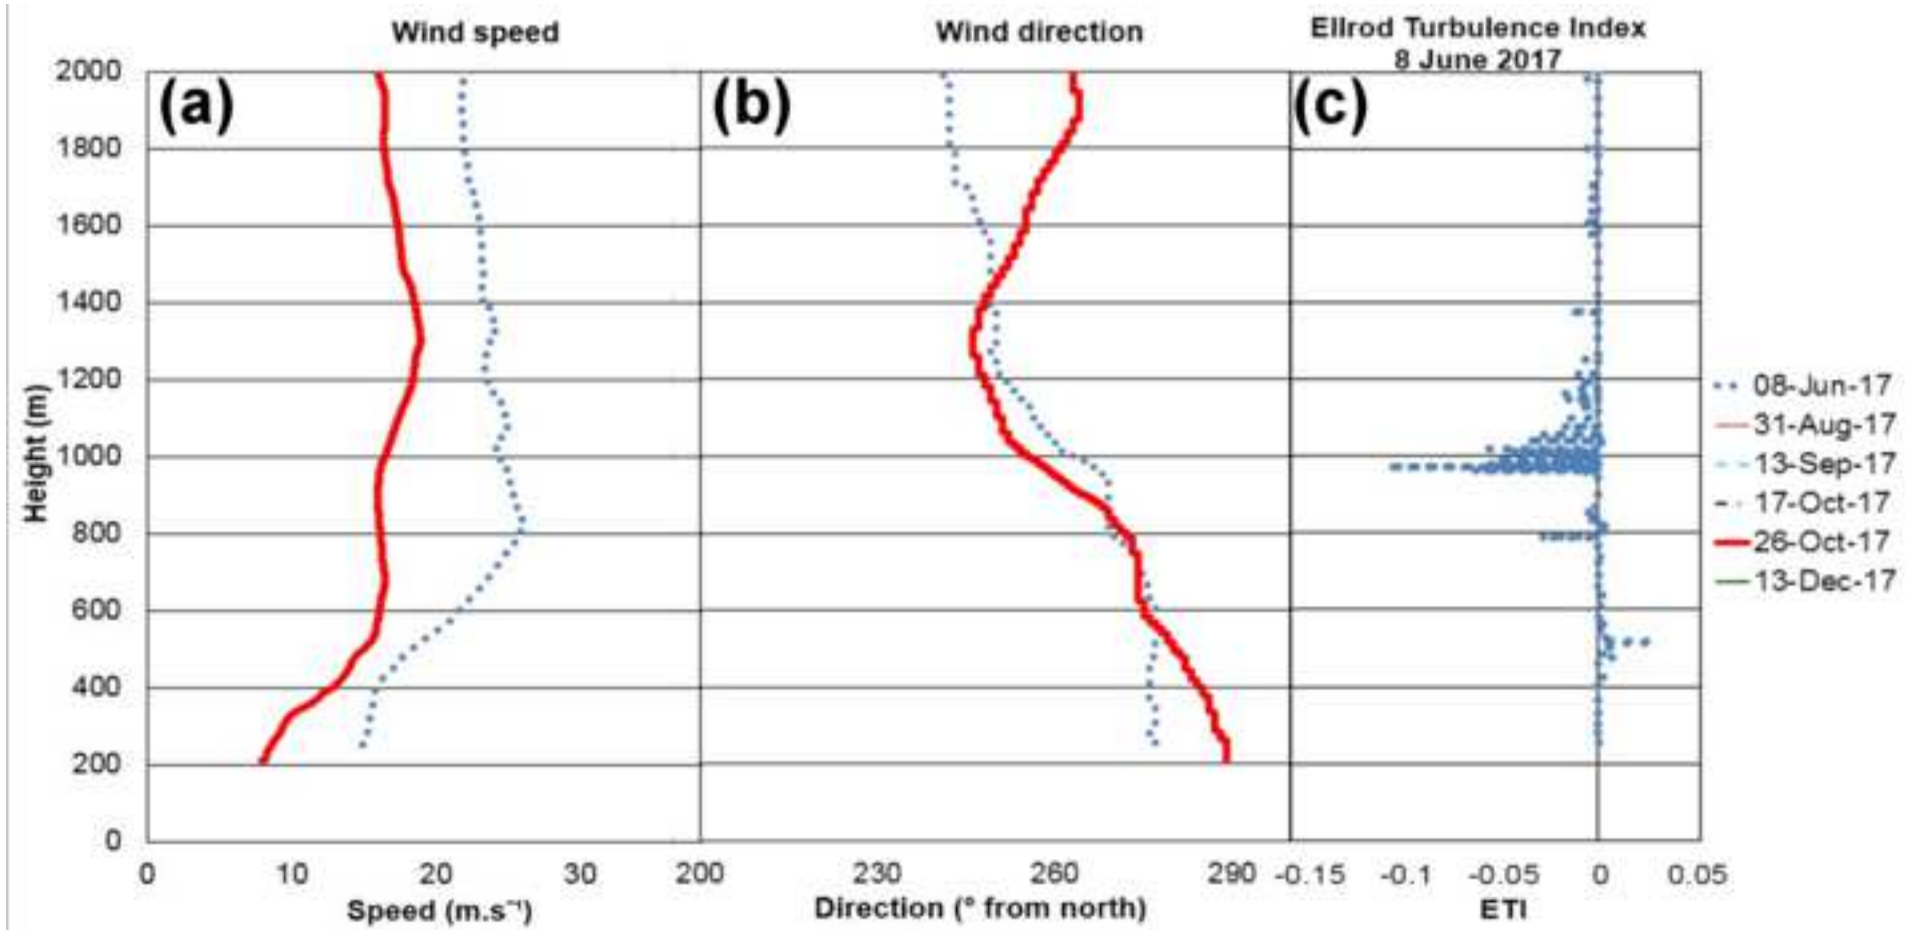 Wind speed
Wind direction
Ellrod Turbulence Index
8 June 2017
(a)
(b)
(c)
Height (m)
2000
1800
1600
1400
1200
1000
800
600
400
200
0
0 10 20 30
200 230 260 290
-0.15 -0.1 -0.05 0 0.05
Speed (m.s⁻¹)
Direction (° from north)
ETI
08-Jun-17
31-Aug-17
13-Sep-17
17-Oct-17
26-Oct-17
13-Dec-17